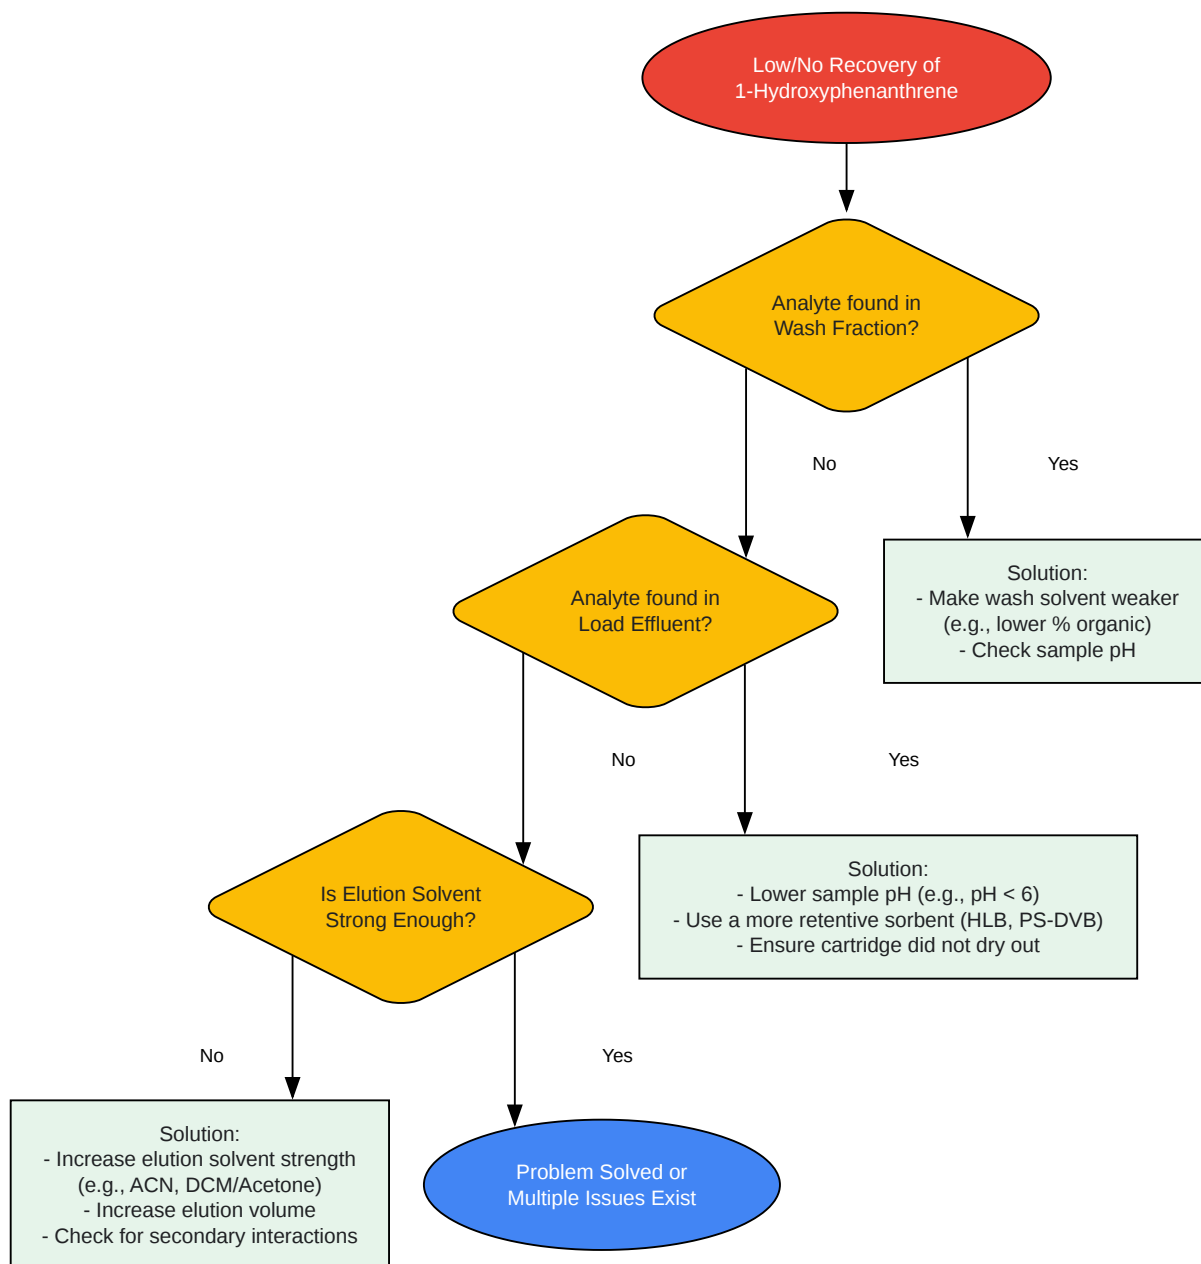 Low/No Recovery of
1-Hydroxyphenanthrene
Analyte found in
Wash Fraction?
No
Yes
Analyte found in
Load Effluent?
Solution:
- Make wash solvent weaker
(e.g., lower % organic)
- Check sample pH
No
Yes
Is Elution Solvent
Strong Enough?
Solution:
- Lower sample pH (e.g., pH < 6)
- Use a more retentive sorbent (HLB, PS-DVB)
- Ensure cartridge did not dry out
No
Yes
Solution:
- Increase elution solvent strength
(e.g., ACN, DCM/Acetone)
- Increase elution volume
- Check for secondary interactions
Problem Solved or
Multiple Issues Exist